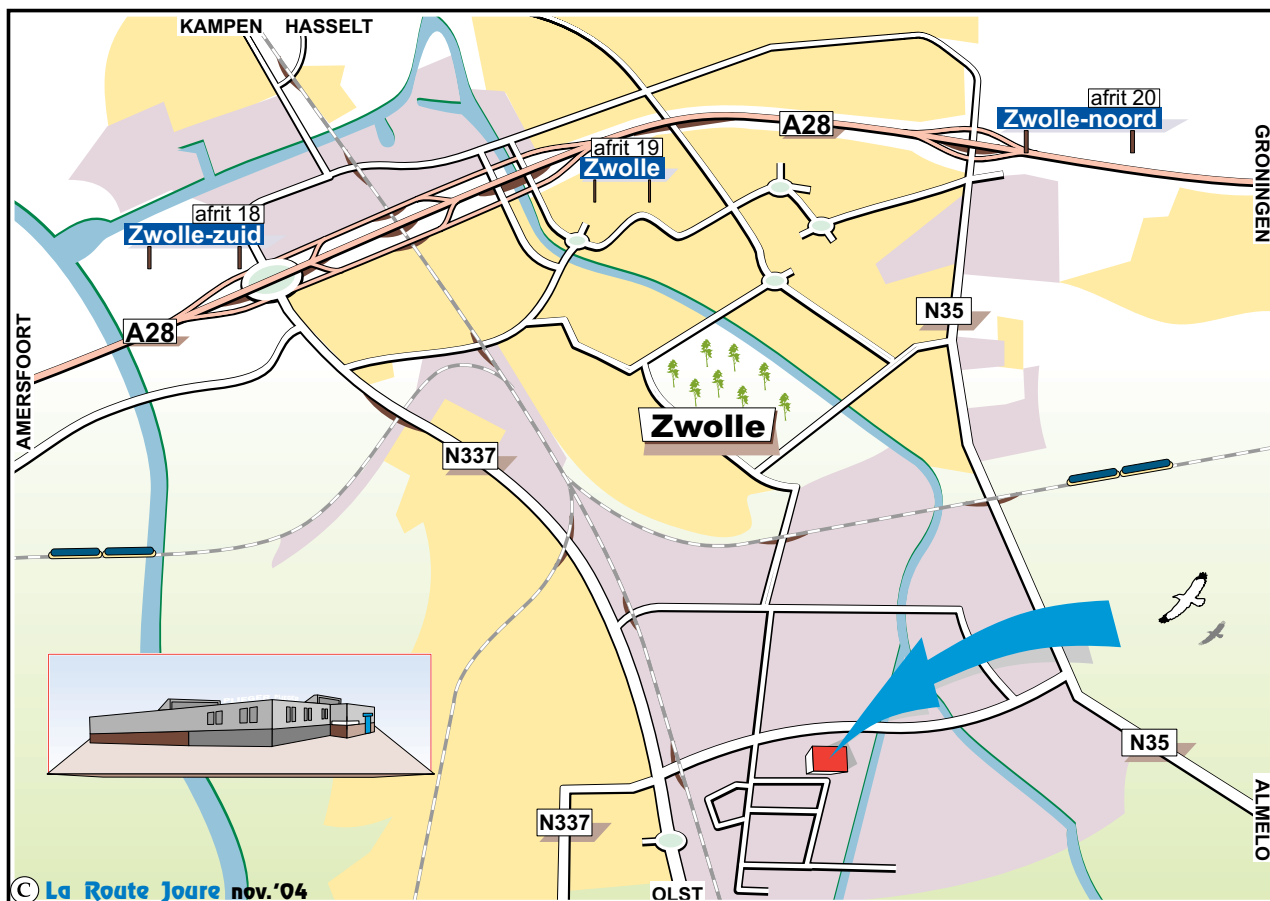 KAMPEN
HASSELT
afrit 20
Zwolle-noord
A28
GRONINGEN
afrit 19
Zwolle
afrit 18
Zwolle-zuid
A28
AMERSFOORT
N35
Zwolle
N337
N35
ALMELO
N337
OLST
© La Route Joure nov.'04